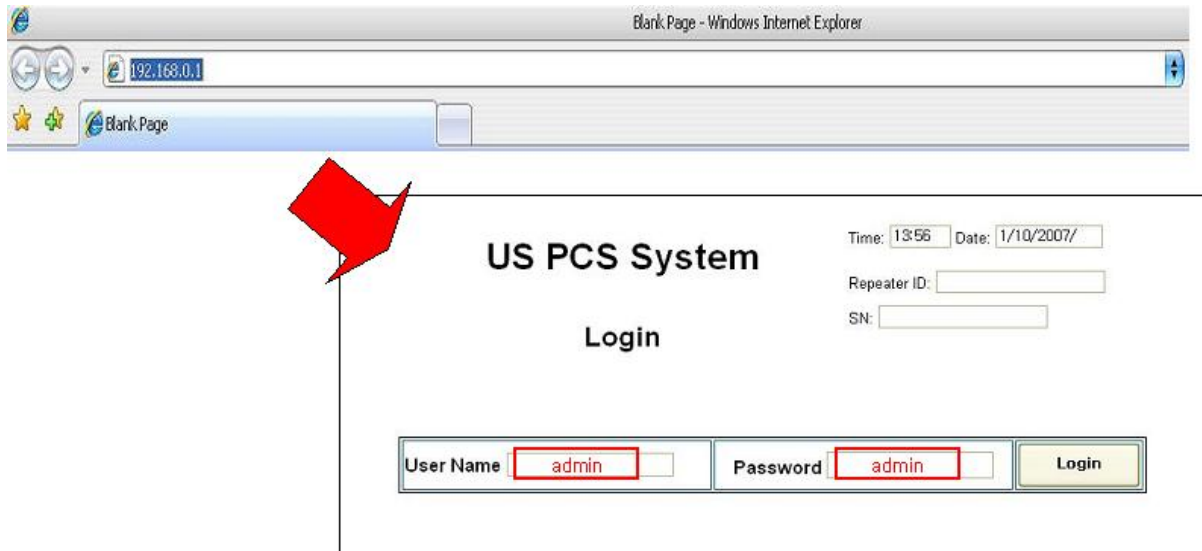 Blank Page - Windows Internet Explorer
192.168.0.1
Blank Page
US PCS System
Time: 13:56 Date: 1/10/2007/
Repeater ID:
SN:
Login
User Name admin Password admin Login